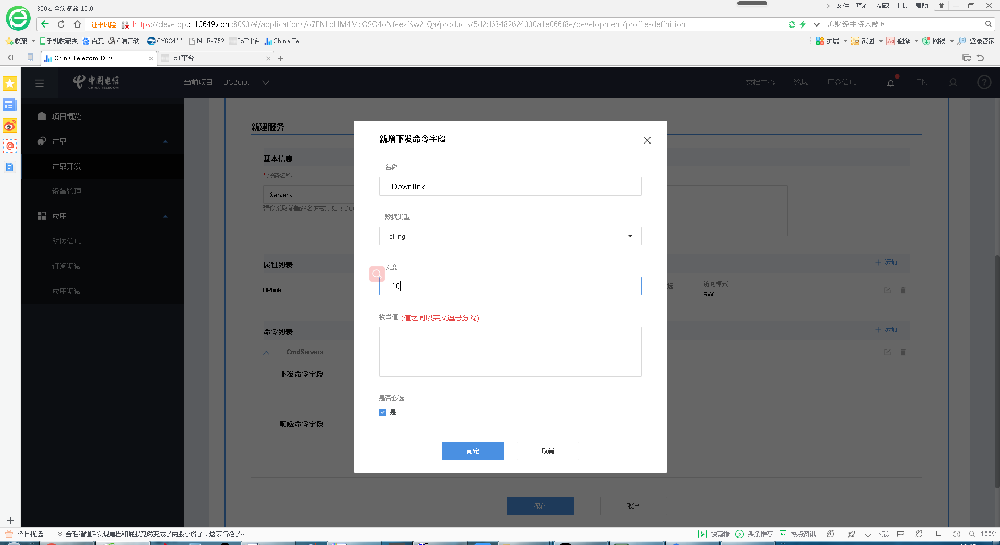 360安全浏览器 10.0
文件 查看 收藏 工具 帮助
证书风险 https://develop.ct10649.com:8093/#/applications/o7ENLbHM4McOSO4oNfeezfSw2_Qa/products/5d2d63482624330a1e066f8e/development/profile-definition
原财经主持人被拘
收藏 手机收藏夹 百度 C语言动 CY8C414 NHR-762 IoT平台 China Te
扩展 截图 翻译 网银 登录管家
China Telecom DEV
IoT平台
中国电信
CHINA TELECOM
当前项目: BC26iot
文档中心 论坛 厂商信息 EN
项目概览
产品
产品开发
设备管理
应用
对接信息
订阅调试
应用调试
新建服务
基本信息
*服务名称
Servers
建议采取驼峰命名方式，如：Doo
属性列表
+ 添加
UPlink
选
访问模式
RW
命令列表
+ 添加
CmdServers
下发命令字段
响应命令字段
保存
取消
新增下发命令字段
*名称
Downlink
*数据类型
string
*长度
10
枚举值 (值之间以英文逗号分隔)
是否必选
是
确定
取消
今日优选
金毛睡醒后发现尾巴和屁股竟然变成了两股小辫子，这表情绝了~
快剪辑 头条推荐 热点资讯 下载 100%